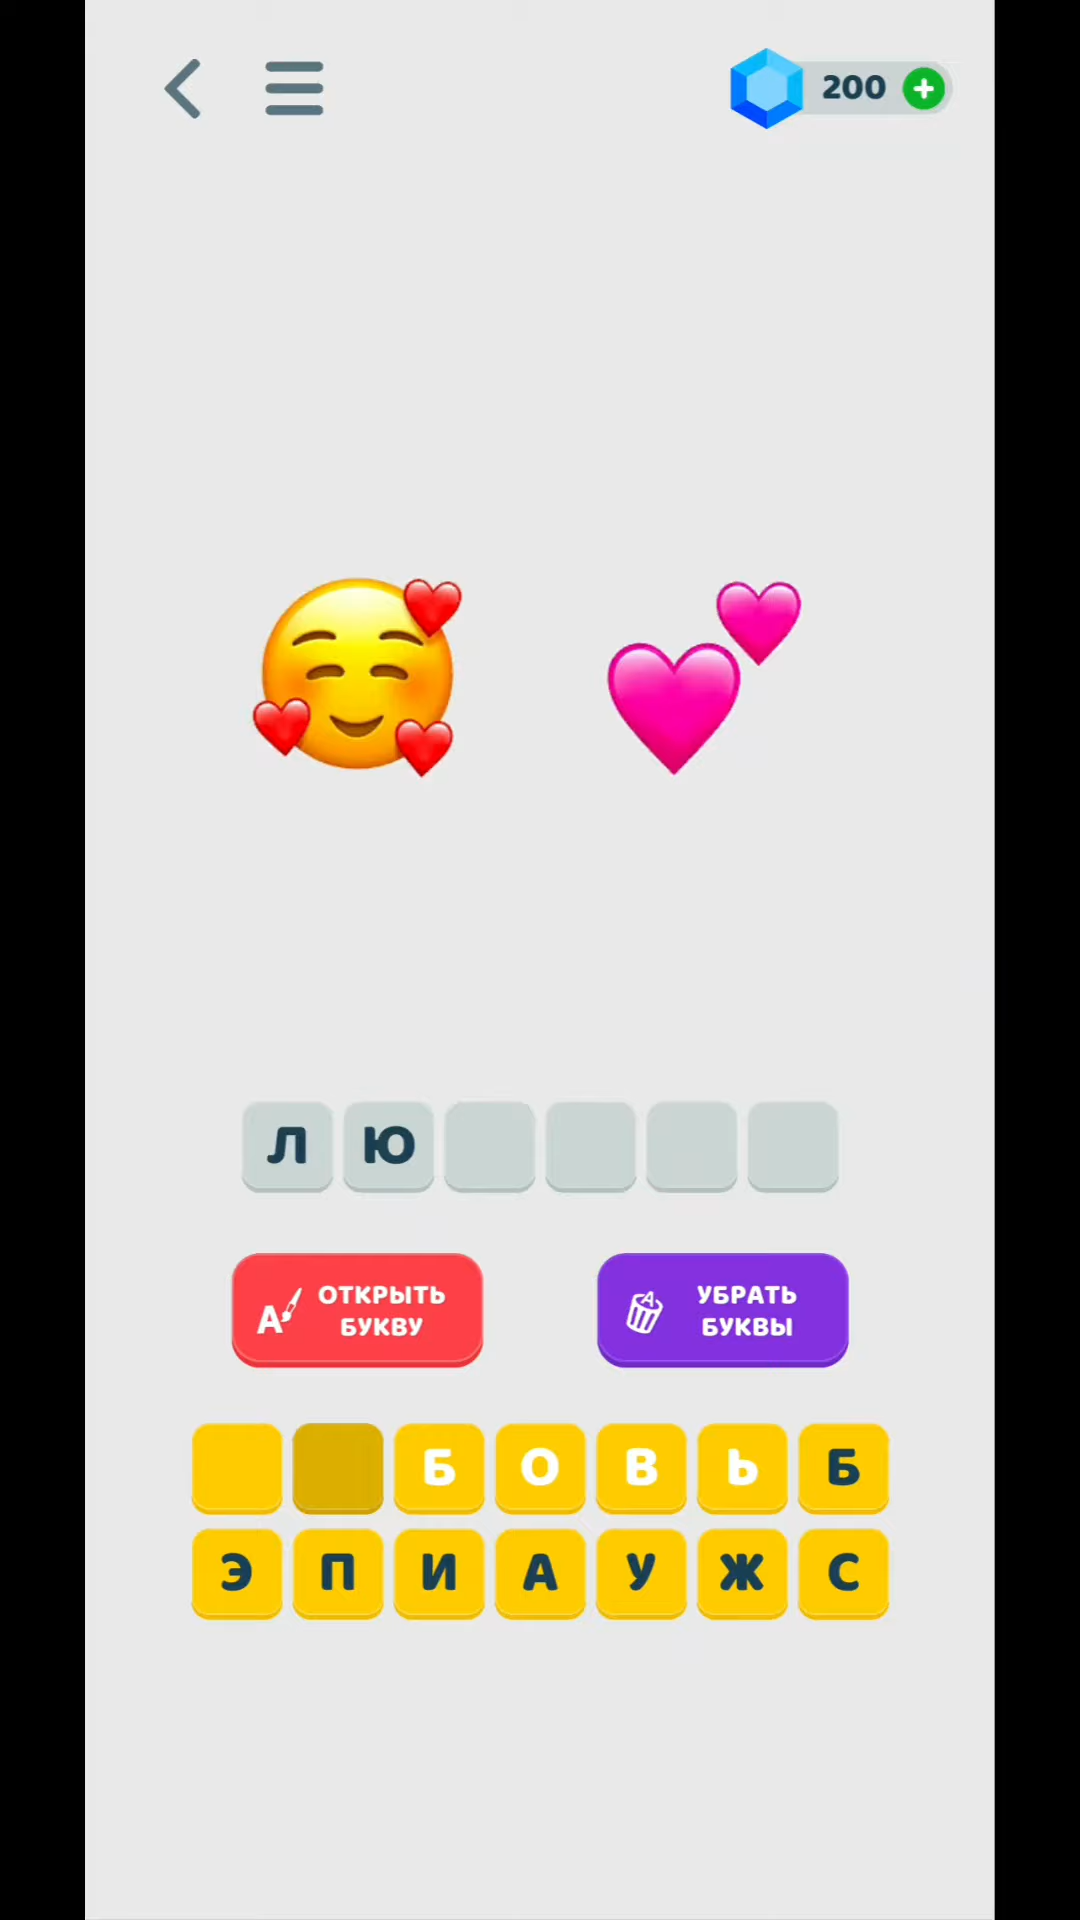 200
Л Ю
ОТКРЫТЬ
БУКВУ
УБРАТЬ
БУКВЫ
Б О В Ь Б
Э П И А У Ж С